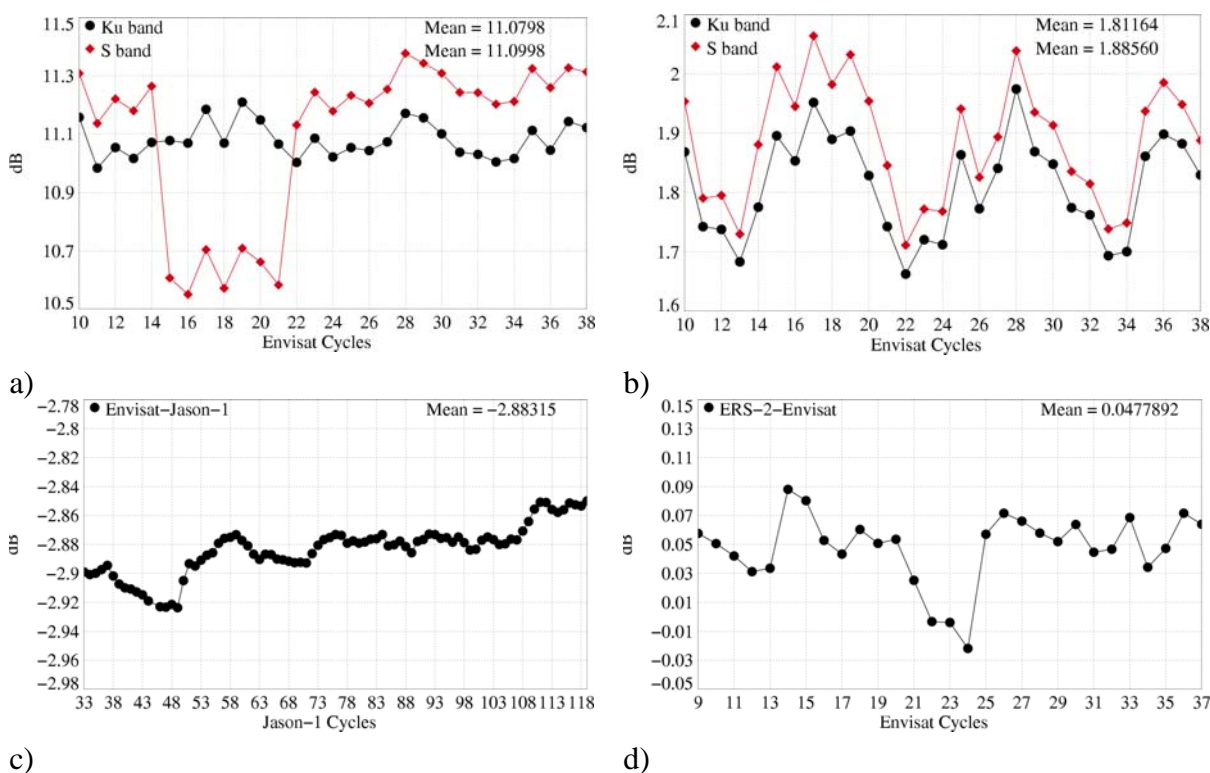 11.5
Ku band Mean = 11.0798
S band Mean = 11.0998
11.3
11.1
dB
10.9
10.7
10.5
10 12 14 16 18 20 22 24 26 28 30 32 34 36 38
Envisat Cycles
a)
2.1
Ku band Mean = 1.81164
S band Mean = 1.88560
2
1.9
dB
1.8
1.7
1.6
10 12 14 16 18 20 22 24 26 28 30 32 34 36 38
Envisat Cycles
b)
−2.78
Envisat−Jason−1 Mean = −2.88315
−2.8
−2.82
−2.84
−2.86
dB
−2.88
−2.9
−2.92
−2.94
−2.96
−2.98
33 38 43 48 53 58 63 68 73 78 83 88 93 98 103 108 113 118
Jason−1 Cycles
c)
0.15
ERS−2−Envisat Mean = 0.0477892
0.13
0.11
0.09
0.07
dB
0.05
0.03
0.01
−0.01
−0.03
−0.05
9 11 13 15 17 19 21 23 25 27 29 31 33 35 37
Envisat Cycles
d)